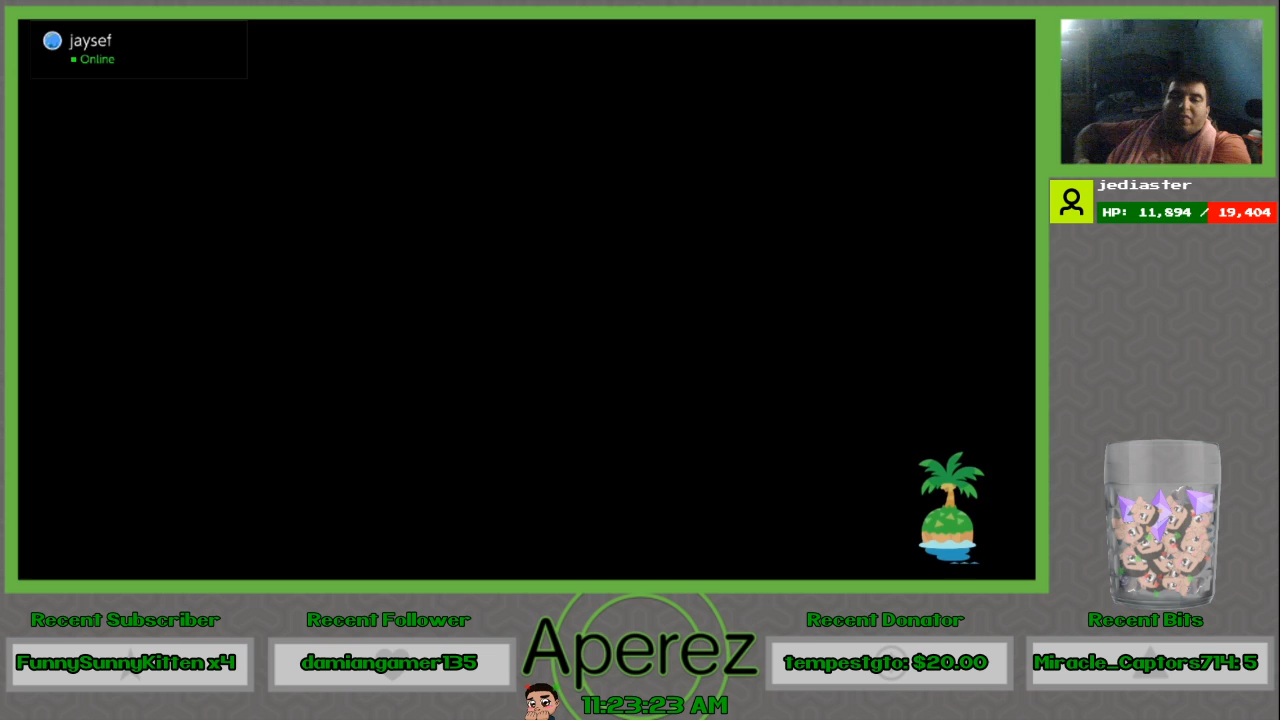 jaysef
Online
jediaster
HP: 11,894 / 19,404
Recent Subscriber
Recent Follower
Recent Donator
Recent Bits
FunnySunnyKitten x4
damiangamer135
Aperez
tempestgto: $20.00
Miracle_Captors714: 5
11:23:23 AM